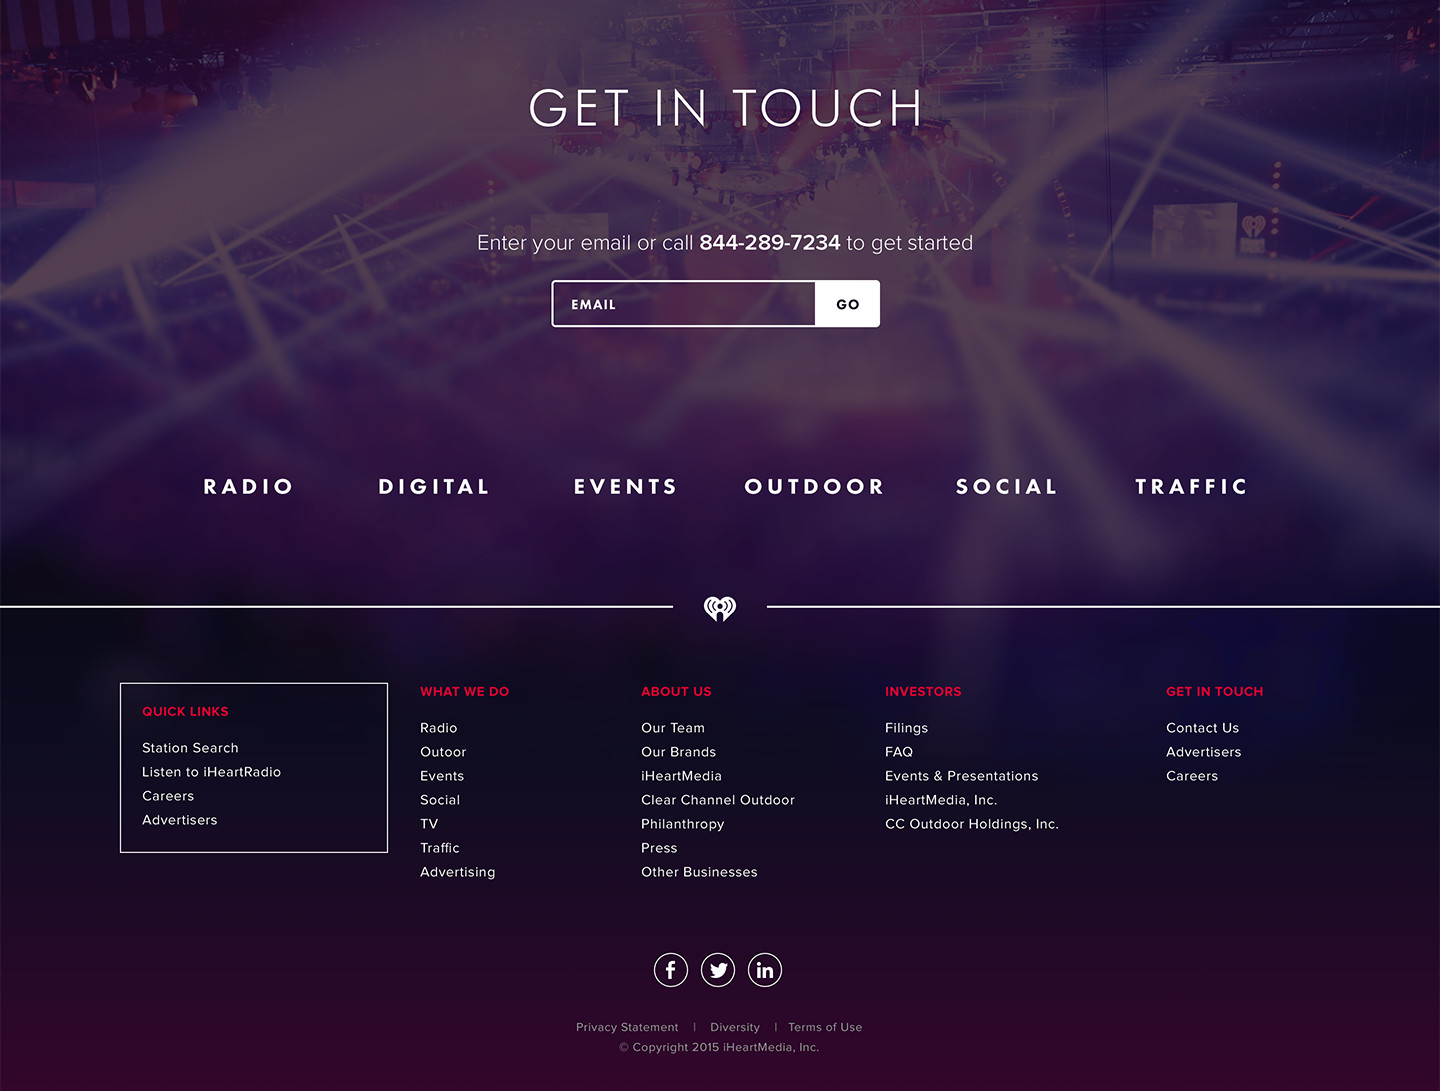 GET IN TOUCH
Enter your email or call 844-289-7234 to get started
EMAIL GO
RADIO DIGITAL EVENTS OUTDOOR SOCIAL TRAFFIC
QUICK LINKS
Station Search
Listen to iHeartRadio
Careers
Advertisers
WHAT WE DO
Radio
Outoor
Events
Social
TV
Traffic
Advertising
ABOUT US
Our Team
Our Brands
iHeartMedia
Clear Channel Outdoor
Philanthropy
Press
Other Businesses
INVESTORS
Filings
FAQ
Events & Presentations
iHeartMedia, Inc.
CC Outdoor Holdings, Inc.
GET IN TOUCH
Contact Us
Advertisers
Careers
f in
Privacy Statement | Diversity | Terms of Use
© Copyright 2015 iHeartMedia, Inc.